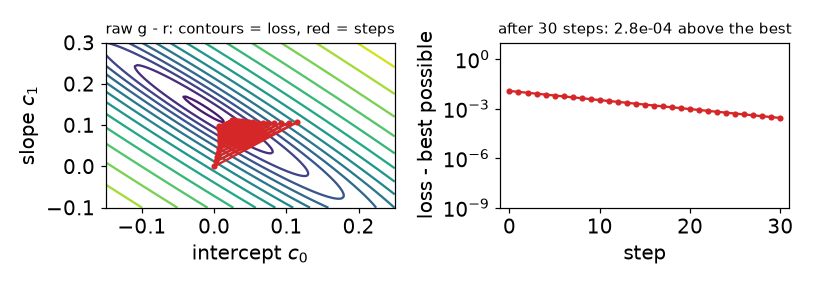 raw g - r: contours = loss, red = steps
0.3
0.2
0.1
0.0
−0.1
slope c₁
−0.1
0.0
0.1
0.2
intercept c₀
after 30 steps: 2.8e-04 above the best
10⁰
10⁻³
10⁻⁶
10⁻⁹
loss - best possible
0
10
20
30
step